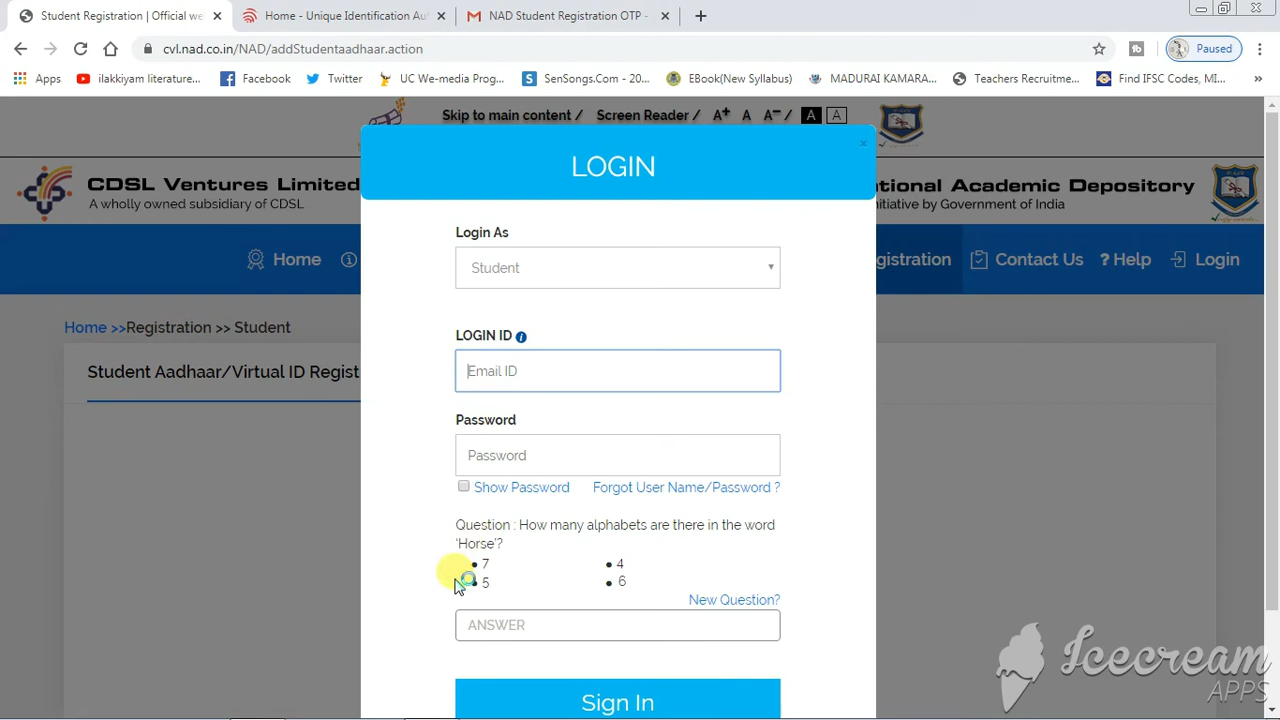 Student Registration | Official we
Home - Unique Identification Aut
NAD Student Registration OTP -
cvl.nad.co.in/NAD/addStudentaadhaar.action
Paused
Apps
ilakkiyam literature...
Facebook
Twitter
UC We-media Prog...
SenSongs.Com - 20...
EBook(New Syllabus)
MADURAI KAMARA...
Teachers Recruitme...
Find IFSC Codes, MI...
Skip to main content / Screen Reader / A+ A A− / A A
CDSL Ventures Limited
A wholly owned subsidiary of CDSL
tional Academic Depository
itiative by Government of India
Home
gistration
Contact Us
? Help
Login
Home >>Registration >> Student
Student Aadhaar/Virtual ID Regist
LOGIN
×
Login As
Student
LOGIN ID
Email ID
Password
Password
Show Password Forgot User Name/Password ?
Question : How many alphabets are there in the word
'Horse'?
7 4
5 6
New Question?
ANSWER
Sign In
Icecream
APPS